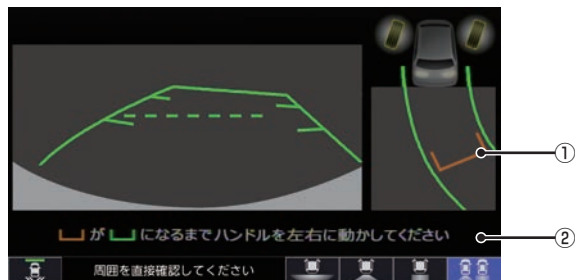 ①
がになるまでハンドルを左右に動かしてください
②
周囲を直接確認してください